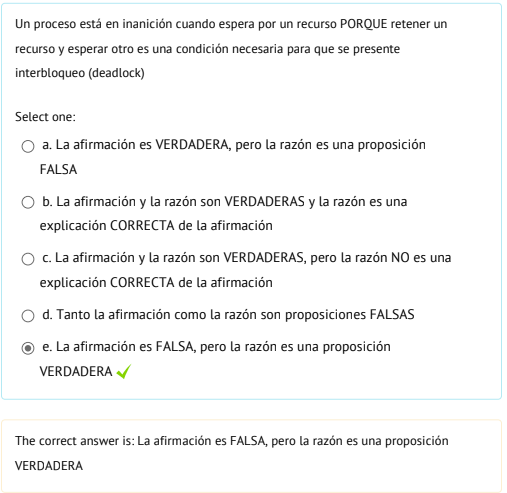 Un proceso está en inanición cuando espera por un recurso PORQUE retener un
recurso y esperar otro es una condición necesaria para que se presente
interbloqueo (deadlock)
Select one:
a. La afirmación es VERDADERA, pero la razón es una proposición
FALSA
b. La afirmación y la razón son VERDADERAS y la razón es una
explicación CORRECTA de la afirmación
c. La afirmación y la razón son VERDADERAS, pero la razón NO es una
explicación CORRECTA de la afirmación
d. Tanto la afirmación como la razón son proposiciones FALSAS
e. La afirmación es FALSA, pero la razón es una proposición
VERDADERA
The correct answer is: La afirmación es FALSA, pero la razón es una proposición
VERDADERA